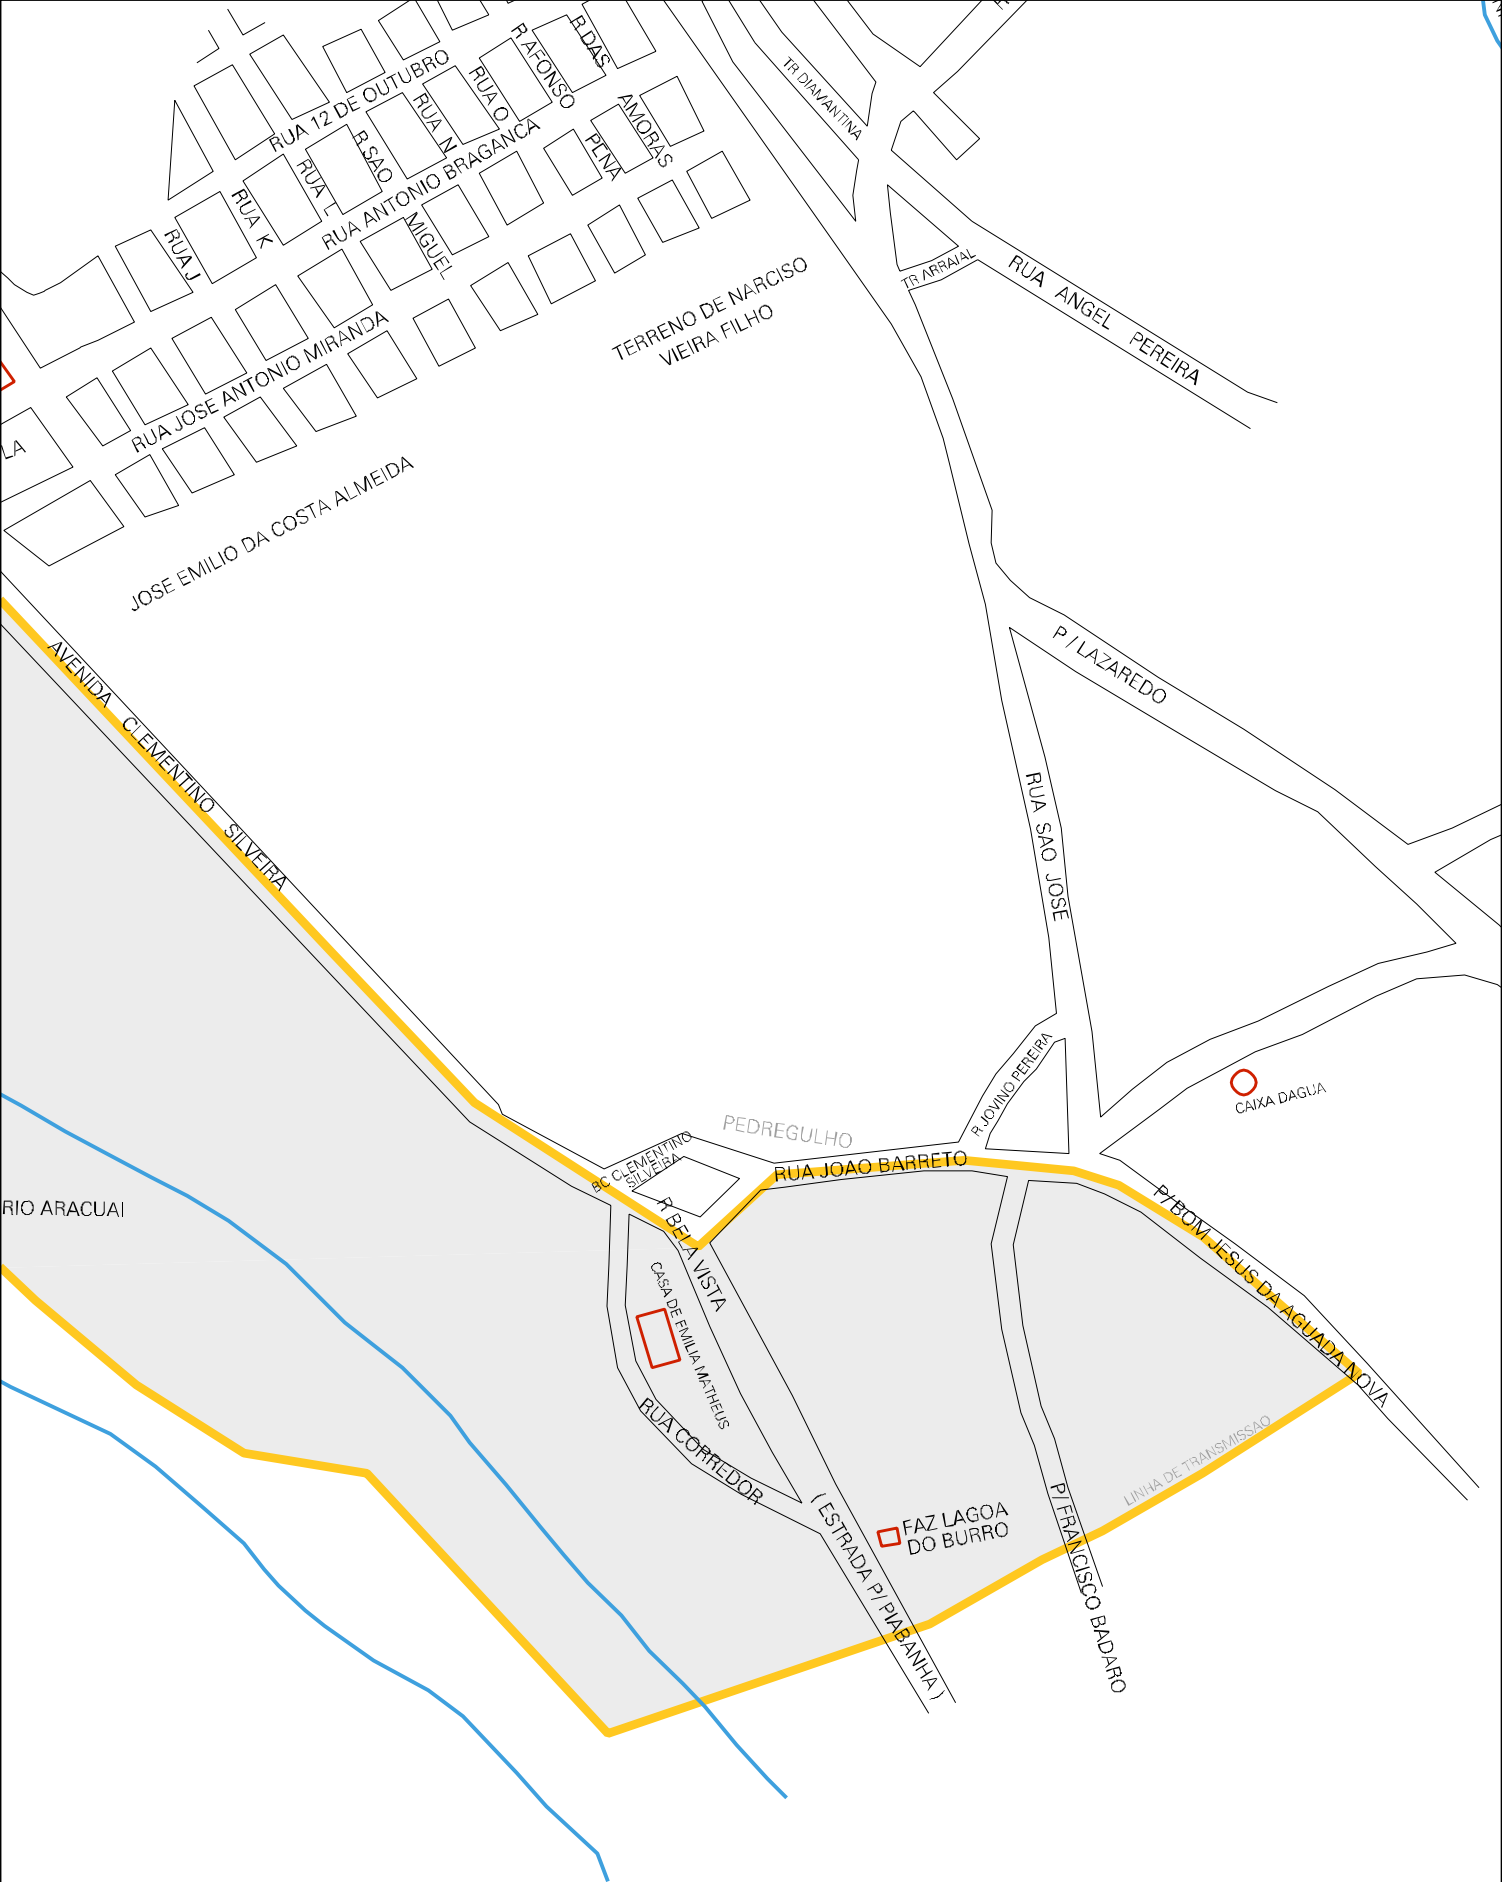 RUA 12 DE OUTUBRO
R AFONSO
PENA
R DAS
AMORAS
RUA O
RUA N
R SAO
MIGUEL
RUA L
RUA K
RUA J
RUA ANTONIO BRAGANCA
RUA JOSE ANTONIO MIRANDA
TR DIAMANTINA
TR ARRAIAL
RUA ANGEL PEREIRA
TERRENO DE NARCISO
VIEIRA FILHO
LA
JOSE EMILIO DA COSTA ALMEIDA
AVENIDA CLEMENTINO SILVEIRA
P / LAZAREDO
RUA SAO JOSE
R JOVINO PEREIRA
CAIXA DAGUA
PEDREGULHO
BC CLEMENTINO
SILVEIRA
RUA JOAO BARRETO
R BELA VISTA
P/ BOM JESUS DA AGUADA NOVA
RIO ARACUAI
CASA DE EMILIA MATHEUS
RUA CORREDOR
( ESTRADA P/ PIABANHA )
FAZ LAGOA
DO BURRO
P/ FRANCISCO BADARO
LINHA DE TRANSMISSAO